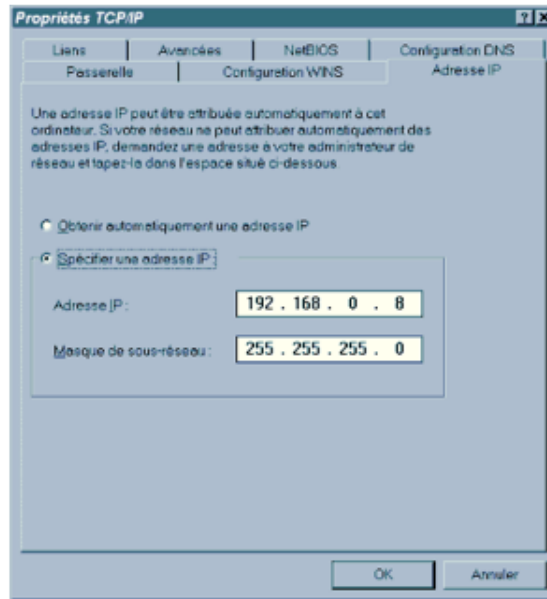 Propriétés TCP/IP
Liens Avancées NetBIOS Configuration DNS
Passerelle Configuration WINS Adresse IP
Une adresse IP peut être attribuée automatiquement à cet
ordinateur. Si votre réseau ne peut attribuer automatiquement des
adresses IP, demandez une adresse à votre administrateur de
réseau et tapez-la dans l'espace situé ci-dessous.
Obtenir automatiquement une adresse IP
Spécifier une adresse IP:
Adresse IP : 192 . 168 . 0 . 8
Masque de sous-réseau : 255 . 255 . 255 . 0
OK Annuler